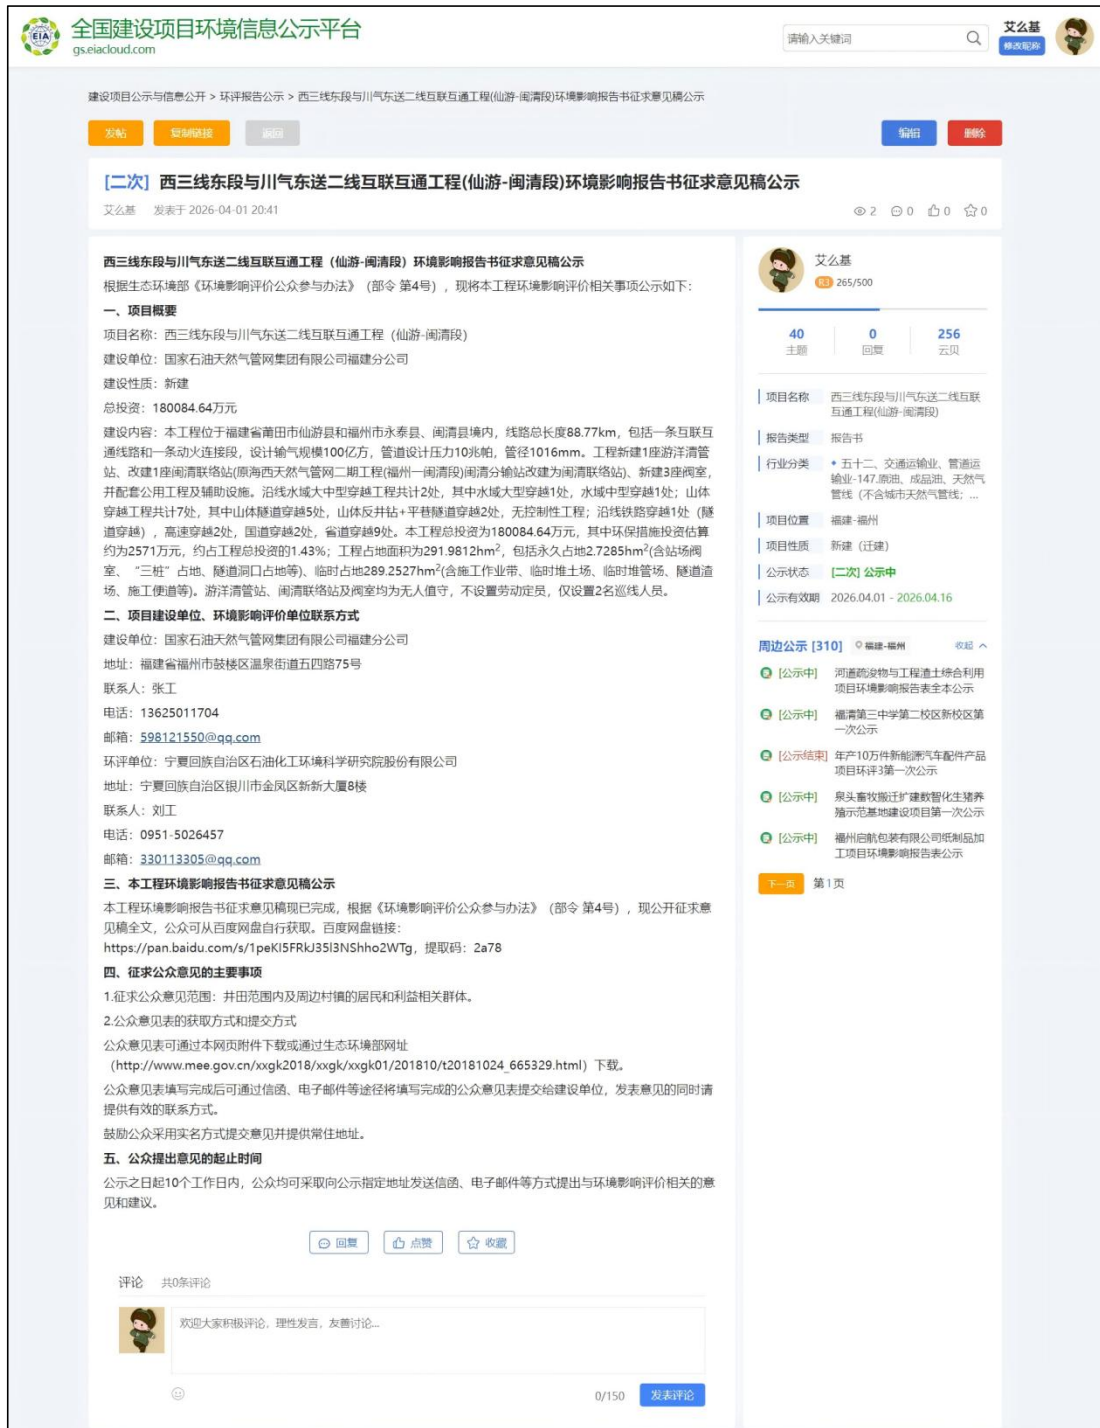 EIA
全国建设项目环境信息公示平台
gs.eiacloud.com
请输入关键词
艾么基
修改昵称
建设项目公示与信息公开 > 环评报告公示 > 西三线东段与川气东送二线互联互通工程(仙游-闽清段)环境影响报告书征求意见稿公示
发帖
复制链接
返回
编辑
删除
[二次] 西三线东段与川气东送二线互联互通工程(仙游-闽清段)环境影响报告书征求意见稿公示
艾么基 发表于 2026-04-01 20:41
2 0 0 0
西三线东段与川气东送二线互联互通工程（仙游-闽清段）环境影响报告书征求意见稿公示
根据生态环境部《环境影响评价公众参与办法》（部令 第4号），现将本工程环境影响评价相关事项公示如下：
一、项目概要
项目名称：西三线东段与川气东送二线互联互通工程（仙游-闽清段）
建设单位：国家石油天然气管网集团有限公司福建分公司
建设性质：新建
总投资：180084.64万元
建设内容：本工程位于福建省莆田市仙游县和福州市永泰县、闽清县境内，线路总长度88.77km，包括一条互联互
通线路和一条动火连接段，设计输气规模100亿方，管道设计压力10兆帕，管径1016mm。工程新建1座游洋清管
站、改建1座闽清联络站(原海西天然气管网二期工程(福州—闽清段)闽清分输站改建为闽清联络站)、新建3座阀室，
并配套公用工程及辅助设施。沿线水域大中型穿越工程共计2处，其中水域大型穿越1处，水域中型穿越1处；山体
穿越工程共计7处，其中山体隧道穿越5处，山体反井钻+平巷隧道穿越2处，无控制性工程；沿线铁路穿越1处（隧
道穿越），高速穿越2处，国道穿越2处，省道穿越9处。本工程总投资为180084.64万元，其中环保措施投资估算
约为2571万元，约占工程总投资的1.43%；工程占地面积为291.9812hm²，包括永久占地2.7285hm²(含站场阀
室、“三桩”占地、隧道洞口占地等)、临时占地289.2527hm²(含施工作业带、临时堆土场、临时堆管场、隧道渣
场、施工便道等)。游洋清管站、闽清联络站及阀室均为无人值守，不设置劳动定员，仅设置2名巡线人员。
二、项目建设单位、环境影响评价单位联系方式
建设单位：国家石油天然气管网集团有限公司福建分公司
地址：福建省福州市鼓楼区温泉街道五四路75号
联系人：张工
电话：13625011704
邮箱：598121550@qq.com
环评单位：宁夏回族自治区石油化工环境科学研究院股份有限公司
地址：宁夏回族自治区银川市金凤区新新大厦8楼
联系人：刘工
电话：0951-5026457
邮箱：330113305@qq.com
三、本工程环境影响报告书征求意见稿公示
本工程环境影响报告书征求意见稿现已完成，根据《环境影响评价公众参与办法》（部令 第4号），现公开征求意
见稿全文，公众可从百度网盘自行获取。百度网盘链接：
https://pan.baidu.com/s/1peKl5FRkJ35l3NShho2WTg，提取码：2a78
四、征求公众意见的主要事项
1.征求公众意见范围：井田范围内及周边村镇的居民和利益相关群体。
2.公众意见表的获取方式和提交方式
公众意见表可通过本网页附件下载或通过生态环境部网址
（http://www.mee.gov.cn/xxgk2018/xxgk/xxgk01/201810/t20181024_665329.html）下载。
公众意见表填写完成后可通过信函、电子邮件等途径将填写完成的公众意见表提交给建设单位，发表意见的同时请
提供有效的联系方式。
鼓励公众采用实名方式提交意见并提供常住地址。
五、公众提出意见的起止时间
公示之日起10个工作日内，公众均可采取向公示指定地址发送信函、电子邮件等方式提出与环境影响评价相关的意
见和建议。
回复
点赞
收藏
评论 共0条评论
欢迎大家积极评论，理性发言，友善讨论...
0/150
发表评论
艾么基
R3 265/500
40 0 256
主题 回复 云贝
项目名称 西三线东段与川气东送二线互联
互通工程(仙游-闽清段)
报告类型 报告书
行业分类 • 五十二、交通运输业、管道运
输业-147.原油、成品油、天然气
管线（不含城市天然气管线；...
项目位置 福建-福州
项目性质 新建（迁建）
公示状态 [二次] 公示中
公示有效期 2026.04.01 - 2026.04.16
周边公示 [310] 福建-福州 收起
[公示中] 河道疏浚物与工程渣土综合利用
项目环境影响报告表全本公示
[公示中] 福清第三中学第二校区新校区第
一次公示
[公示结束] 年产10万件新能源汽车配件产品
项目环评3第一次公示
[公示中] 泉头畜牧搬迁扩建数智化生猪养
殖示范基地建设项目第一次公示
[公示中] 福州启航包装有限公司纸制品加
工项目环境影响报告表公示
下一页 第1页